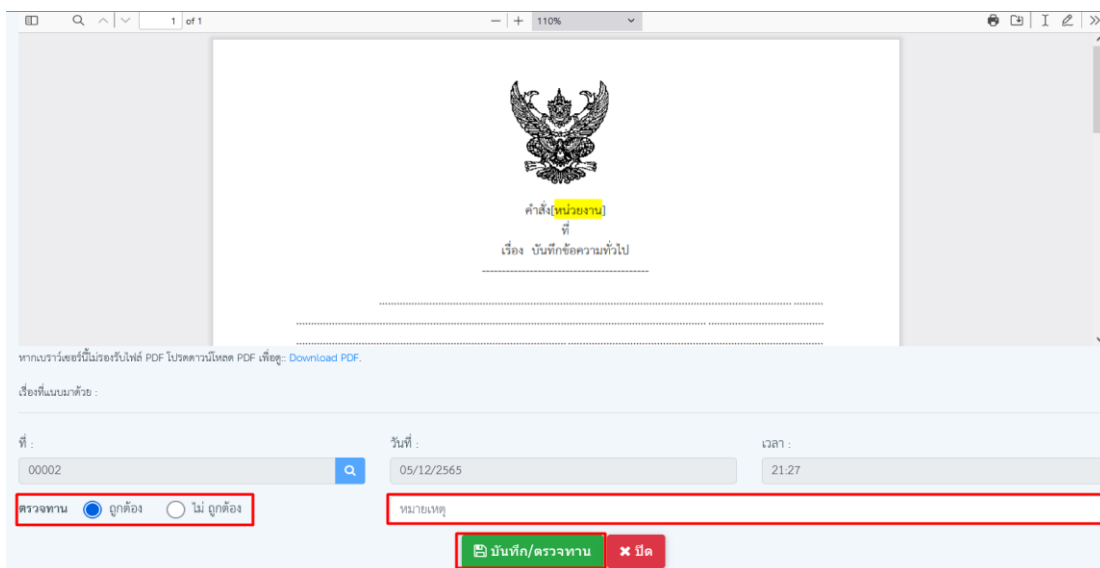 1 of 1 110%
คำสั่ง[หน่วยงาน]
ที่
เรื่อง บันทึกข้อความทั่วไป
หากเบราว์เซอร์นี้ไม่รองรับไฟล์ PDF โปรดดาวน์โหลด PDF เพื่อดู:: Download PDF.
เรื่องที่แนบมาด้วย :
ที่ : วันที่ : เวลา :
00002 05/12/2565 21:27
ตรวจทาน ถูกต้อง ไม่ ถูกต้อง หมายเหตุ
บันทึก/ตรวจทาน ปิด